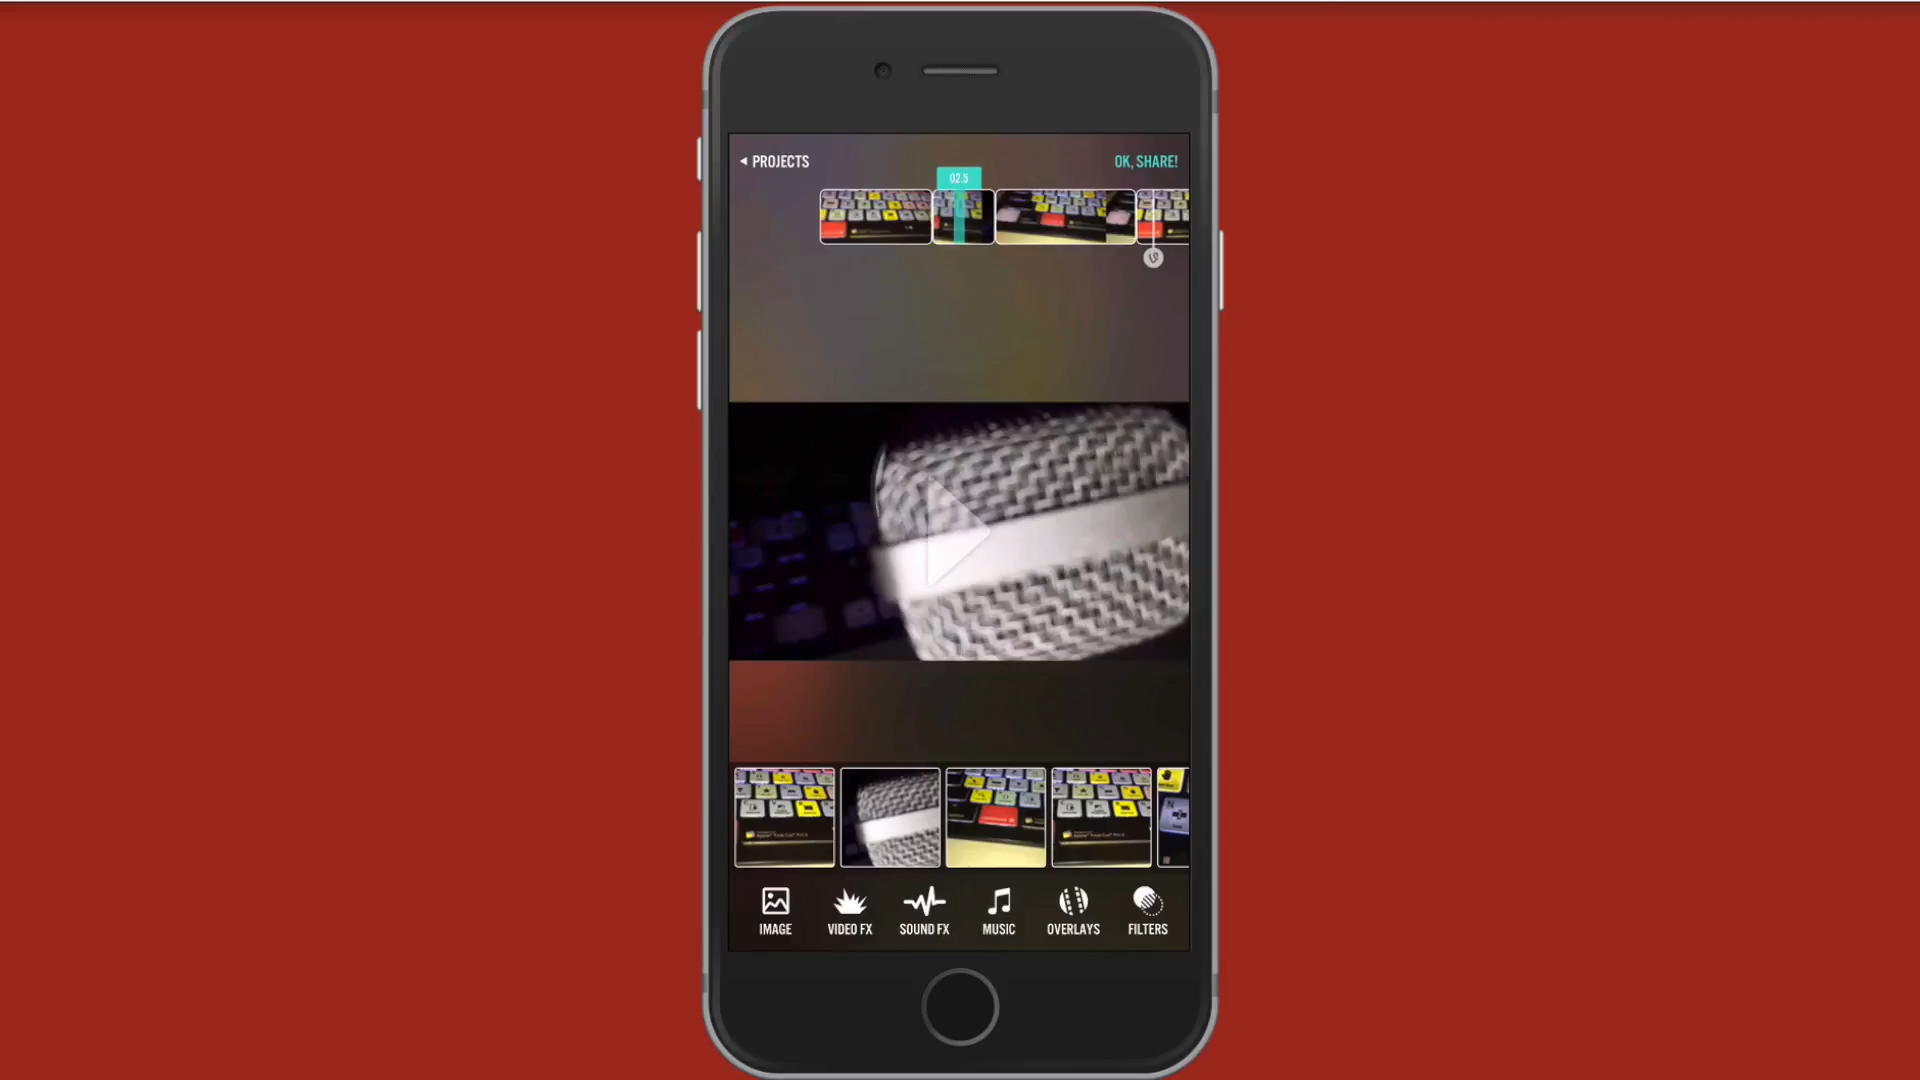 ◂ PROJECTS
OK, SHARE!
02.5
IMAGE
VIDEO FX
SOUND FX
MUSIC
OVERLAYS
FILTERS